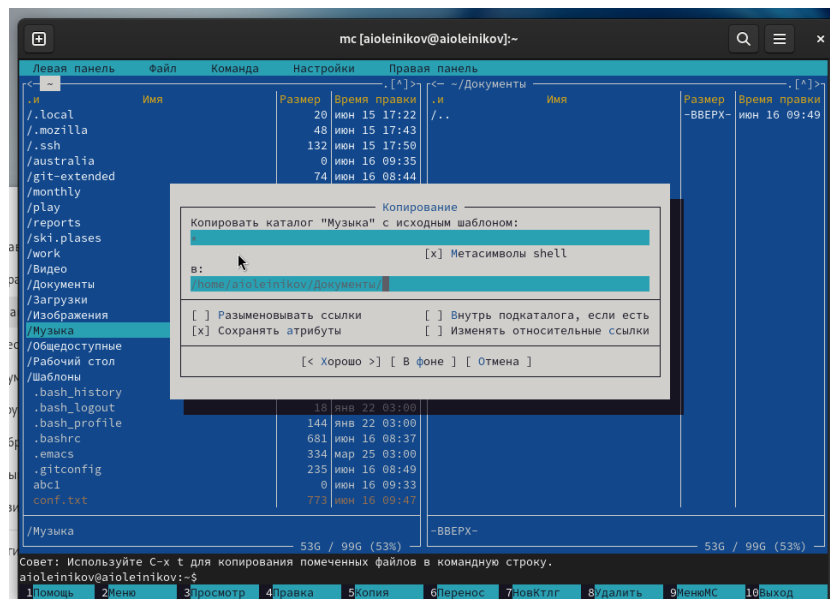 mc [aioleinikov@aioleinikov]:~
Левая панель Файл Команда Настройки Правая панель
<— ~ .[^]> <— ~/Документы .[^]>
.и Имя Размер Время правки .и Имя Размер Время правки
/.local 20 июн 15 17:22 /.. -ВВЕРХ- июн 16 09:49
/.mozilla 48 июн 15 17:43
/.ssh 132 июн 15 17:50
/australia 0 июн 16 09:35
/git-extended 74 июн 16 08:44
/monthly
/play
/reports
/ski.plases
/work
/Видео
/Документы
/Загрузки
/Изображения
/Музыка
/Общедоступные
/Рабочий стол
/Шаблоны
.bash_history
.bash_logout 18 янв 22 03:00
.bash_profile 144 янв 22 03:00
.bashrc 681 июн 16 08:37
.emacs 334 мар 25 03:00
.gitconfig 235 июн 16 08:49
abc1 0 июн 16 09:33
conf.txt 773 июн 16 09:47
Копирование
Копировать каталог "Музыка" с исходным шаблоном:
*
[x] Метасимволы shell
в:
/home/aioleinikov/Документы/
[ ] Разыменовывать ссылки [ ] Внутрь подкаталога, если есть
[x] Сохранять атрибуты [ ] Изменять относительные ссылки
[< Хорошо >] [ В фоне ] [ Отмена ]
/Музыка -ВВЕРХ-
53G / 99G (53%) 53G / 99G (53%)
Совет: Используйте C-x t для копирования помеченных файлов в командную строку.
aioleinikov@aioleinikov:~$
1Помощь 2Меню 3Просмотр 4Правка 5Копия 6Перенос 7НовКтлг 8Удалить 9МенюМС 10Выход